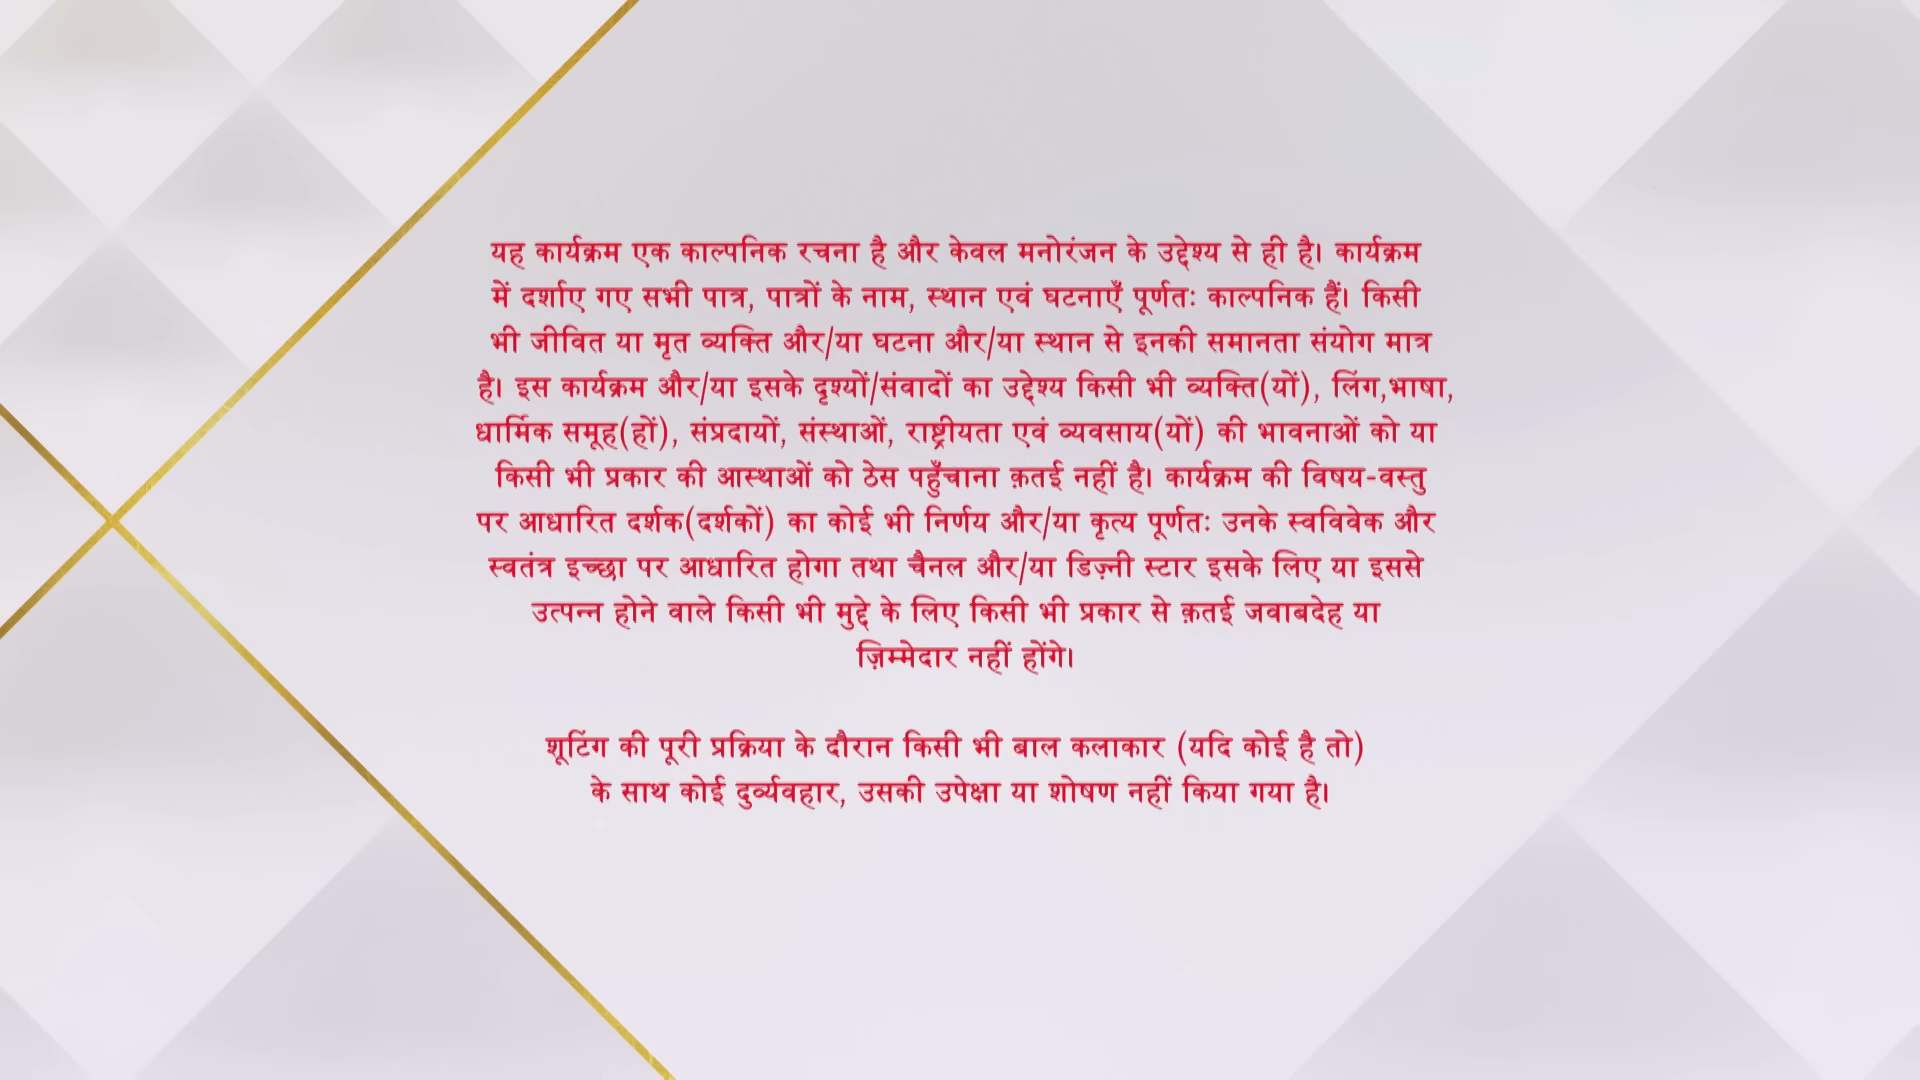 यह कार्यक्रम एक काल्पनिक रचना है और केवल मनोरंजन के उद्देश्य से ही है। कार्यक्रम
में दर्शाए गए सभी पात्र, पात्रों के नाम, स्थान एवं घटनाएँ पूर्णतः काल्पनिक हैं। किसी
भी जीवित या मृत व्यक्ति और/या घटना और/या स्थान से इनकी समानता संयोग मात्र
है। इस कार्यक्रम और/या इसके दृश्यों/संवादों का उद्देश्य किसी भी व्यक्ति(यों), लिंग,भाषा,
धार्मिक समूह(हों), संप्रदायों, संस्थाओं, राष्ट्रीयता एवं व्यवसाय(यों) की भावनाओं को या
किसी भी प्रकार की आस्थाओं को ठेस पहुँचाना क़तई नहीं है। कार्यक्रम की विषय-वस्तु
पर आधारित दर्शक(दर्शकों) का कोई भी निर्णय और/या कृत्य पूर्णतः उनके स्वविवेक और
स्वतंत्र इच्छा पर आधारित होगा तथा चैनल और/या डिज़्नी स्टार इसके लिए या इससे
उत्पन्न होने वाले किसी भी मुद्दे के लिए किसी भी प्रकार से क़तई जवाबदेह या
ज़िम्मेदार नहीं होंगे।
शूटिंग की पूरी प्रक्रिया के दौरान किसी भी बाल कलाकार (यदि कोई है तो)
के साथ कोई दुर्व्यवहार, उसकी उपेक्षा या शोषण नहीं किया गया है।